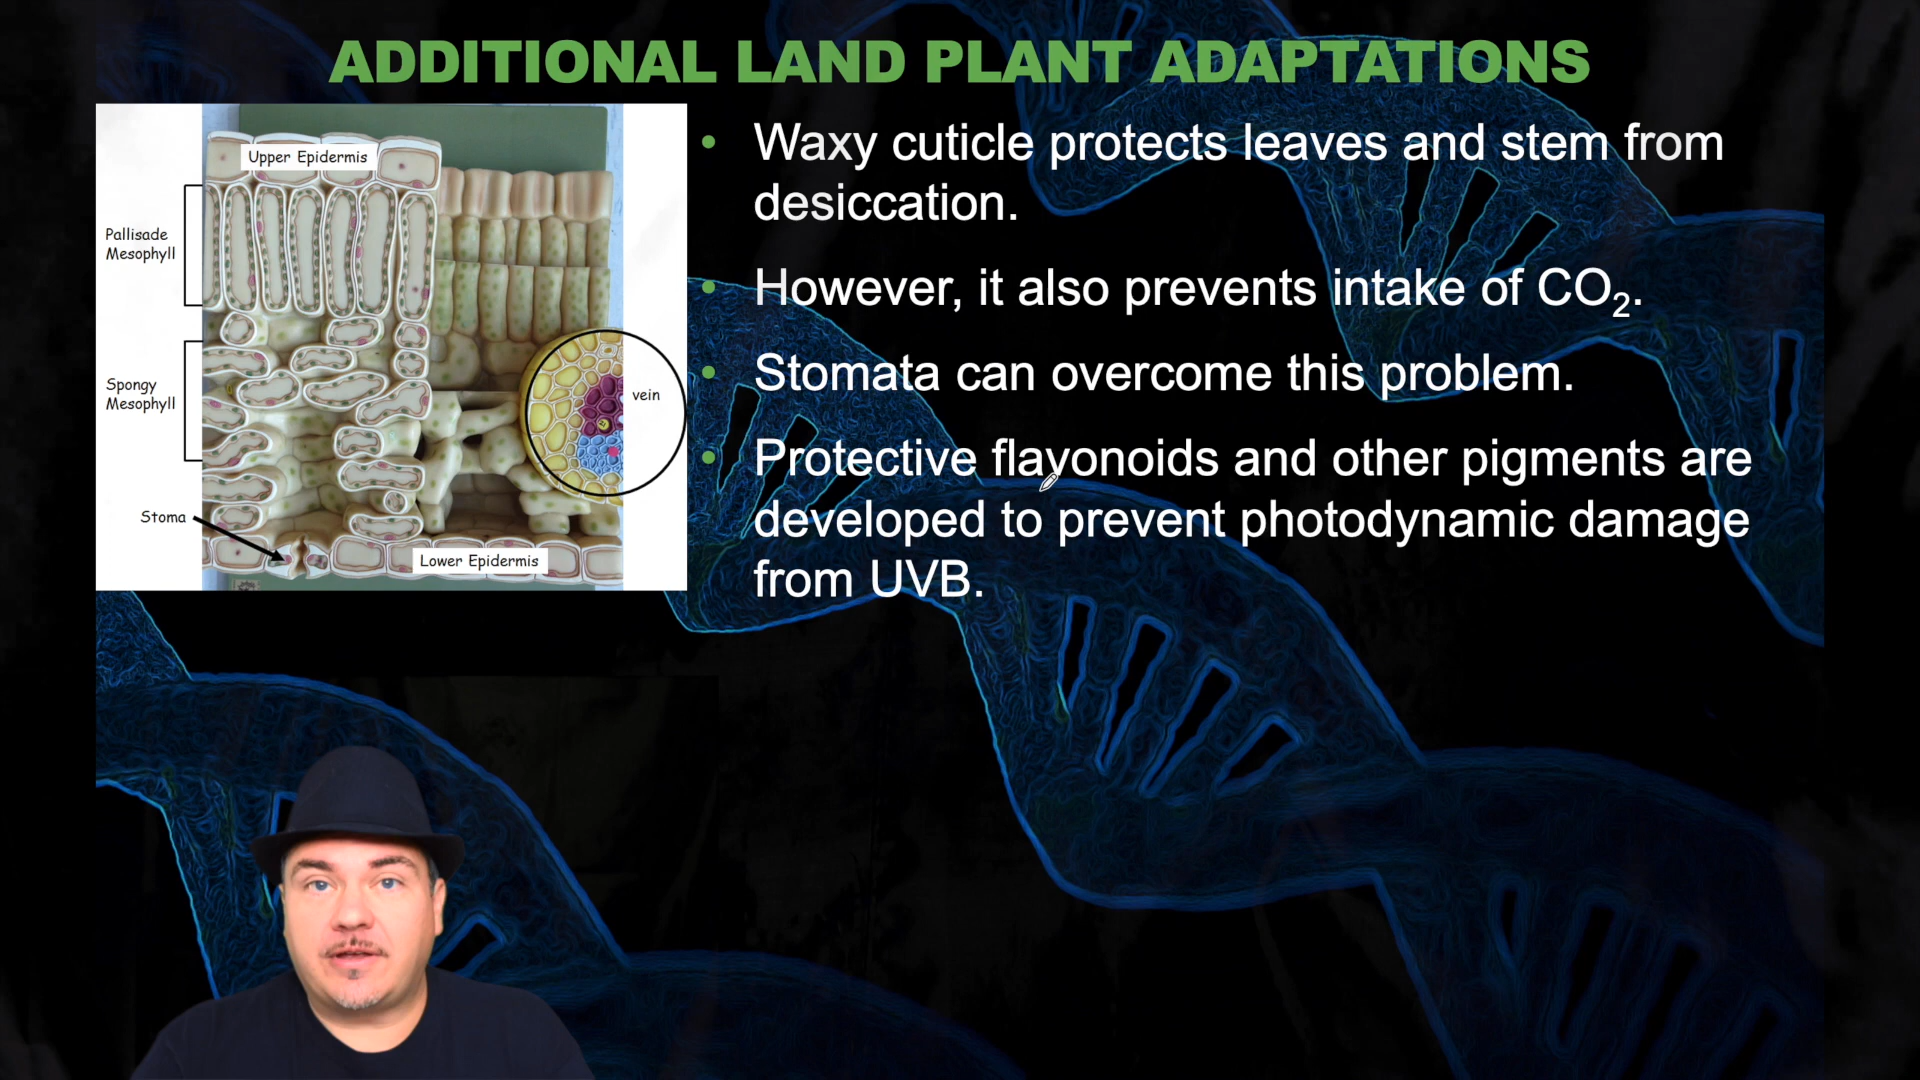 ADDITIONAL LAND PLANT ADAPTATIONS
Upper Epidermis
Pallisade
Mesophyll
Spongy
Mesophyll
vein
Stoma
Lower Epidermis
• Waxy cuticle protects leaves and stem from
desiccation.
• However, it also prevents intake of CO₂.
• Stomata can overcome this problem.
• Protective flavonoids and other pigments are
developed to prevent photodynamic damage
from UVB.